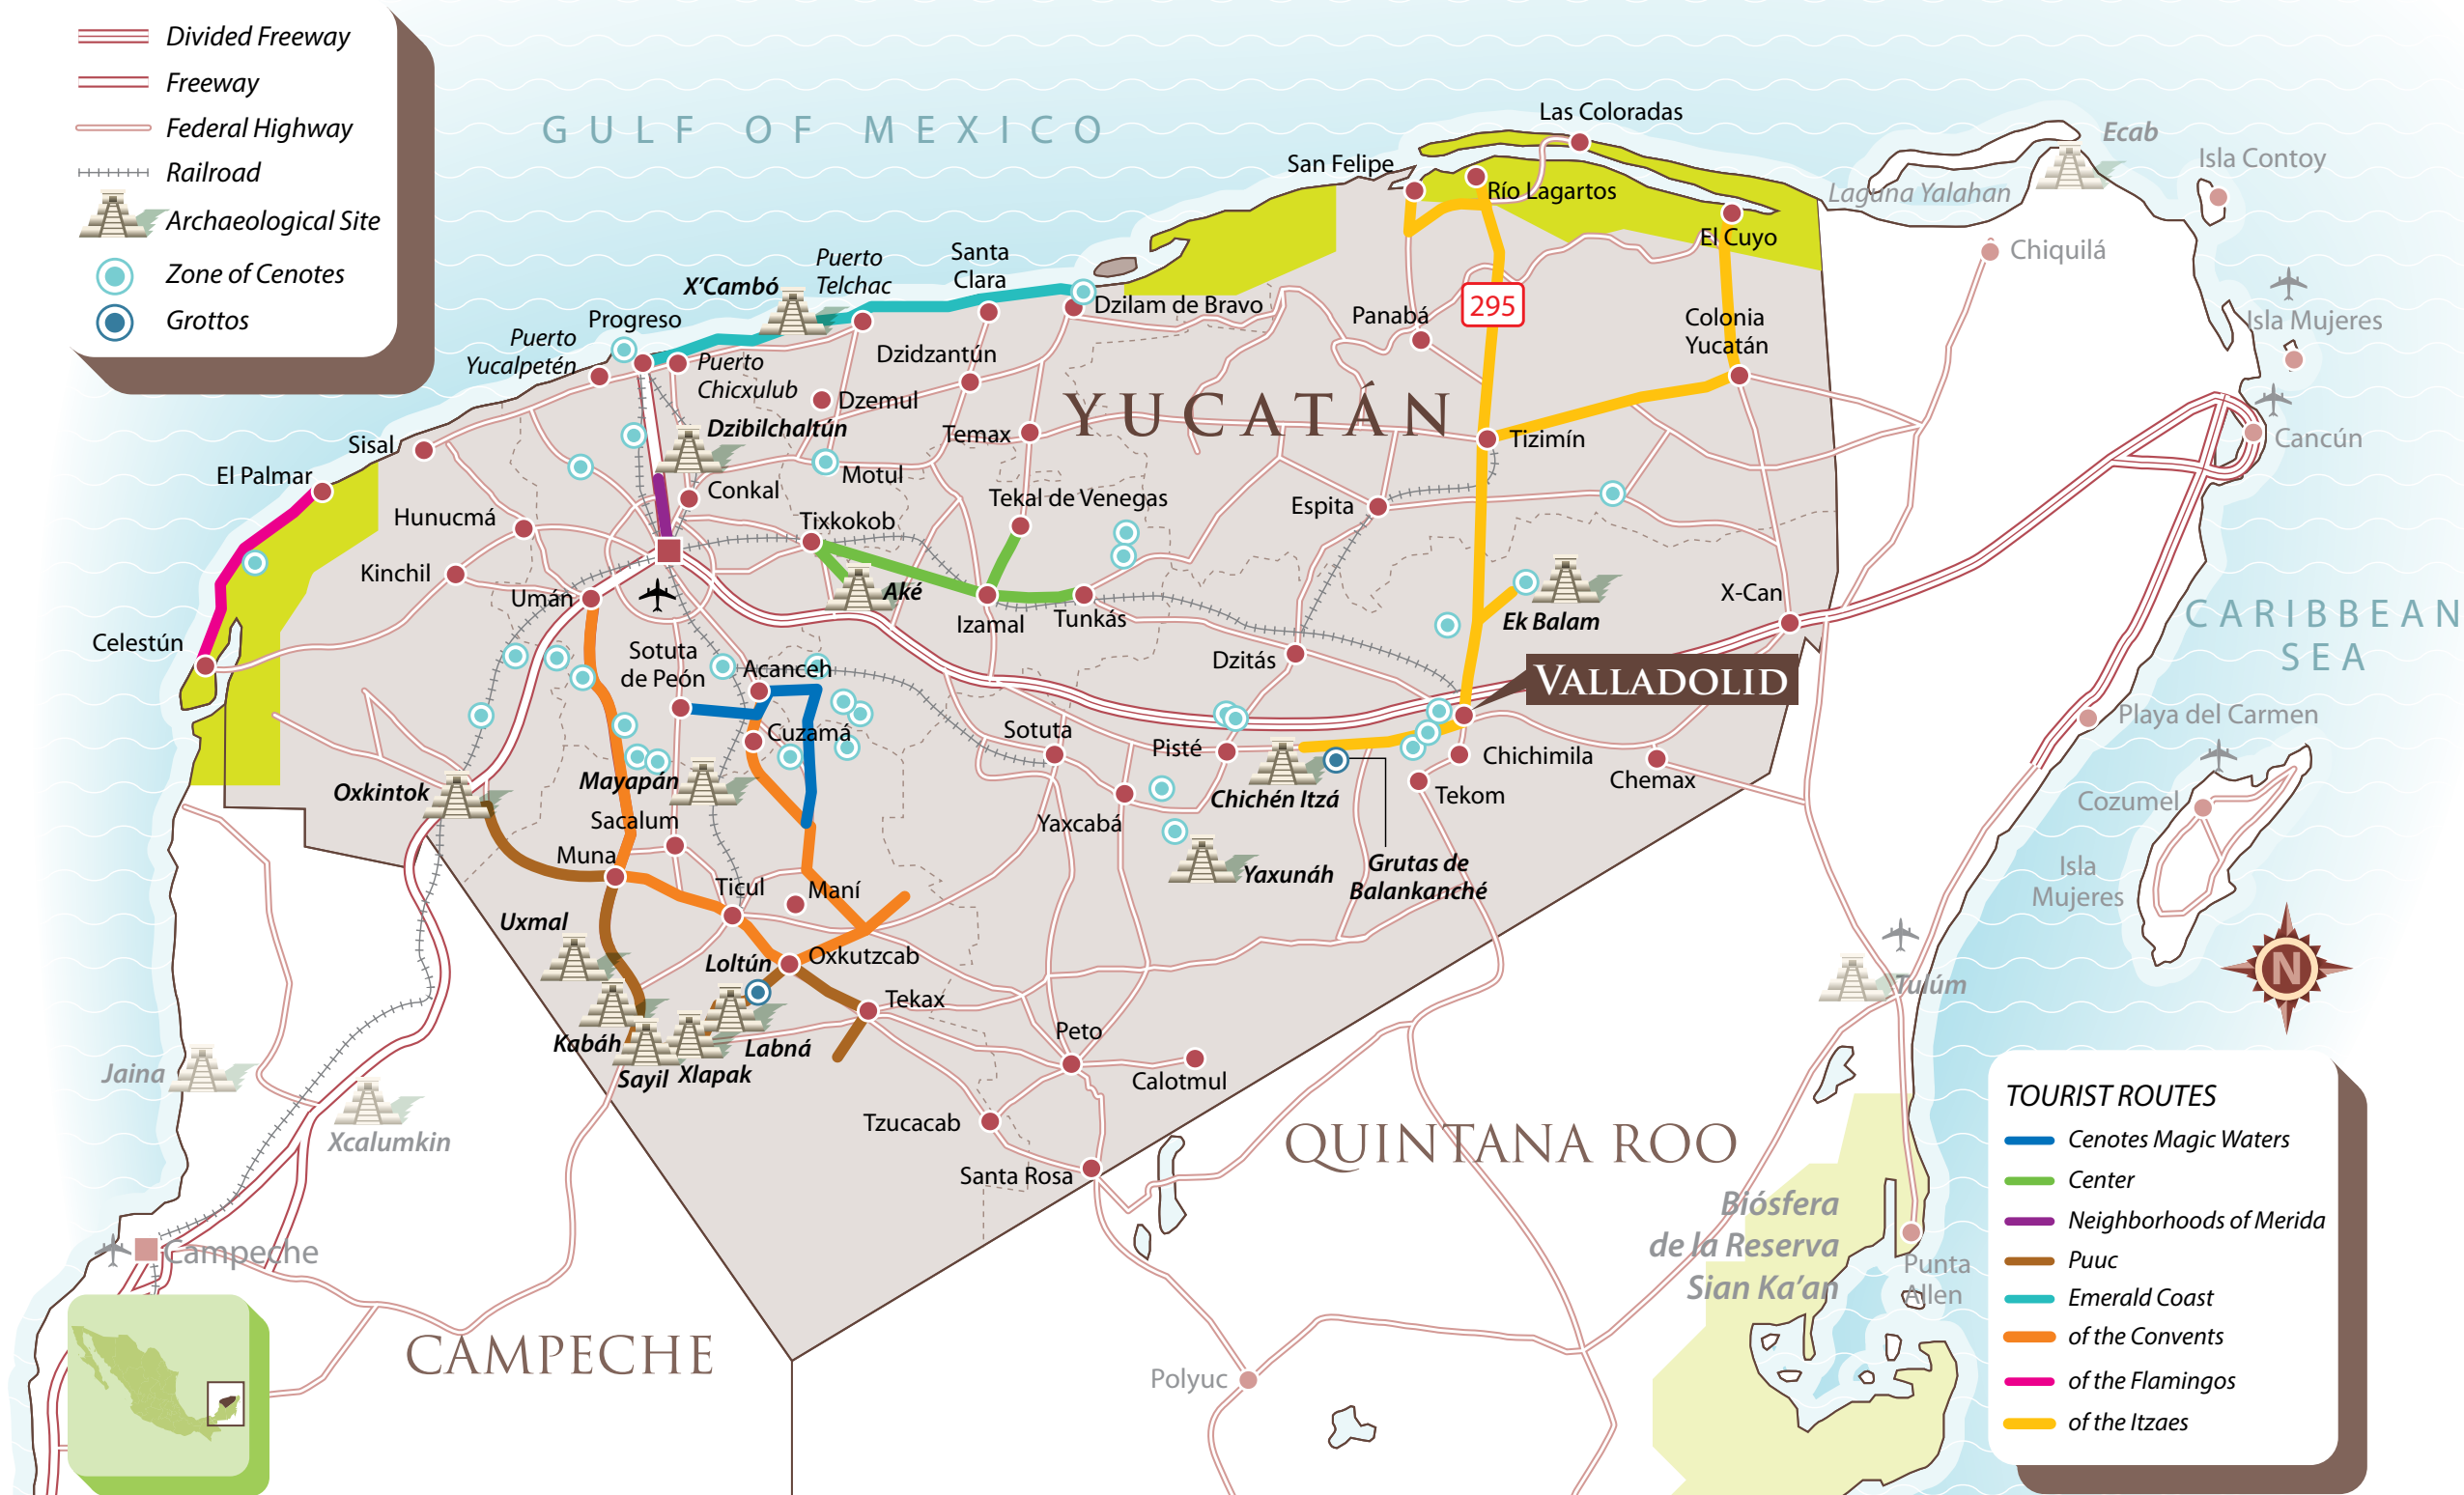 Divided Freeway
Freeway
Federal Highway
Railroad
Archaeological Site
Zone of Cenotes
Grottos
GULF OF MEXICO
Las Coloradas
San Felipe
Río Lagartos
El Cuyo
Ecab
Isla Contoy
Laguna Yalahan
Chiquilá
Isla Mujeres
Cancún
X'Cambó
Puerto
Telchac
Santa
Clara
Dzilam de Bravo
Panabá
295
Colonia
Yucatán
Progreso
Puerto
Yucalpetén
Puerto
Chicxulub
Dzidzantún
Dzemul
YUCATÁN
Dzibilchaltún
Temax
Tizimín
Sisal
El Palmar
Motul
Conkal
Tekal de Venegas
Espita
Hunucmá
Tixkokob
Kinchil
Umán
Aké
Izamal
Tunkás
Ek Balam
X-Can
CARIBBEAN
SEA
Celestún
Sotuta
de Peón
Acanceh
Dzitás
VALLADOLID
Cuzamá
Sotuta
Pisté
Chichimila
Chemax
Playa del Carmen
Oxkintok
Mayapán
Chichén Itzá
Tekom
Cozumel
Sacalum
Yaxcabá
Muna
Yaxunáh
Grutas de
Balankanché
Isla
Mujeres
Ticul
Maní
Uxmal
Loltún
Oxkutzcab
N
Tulúm
Tekax
Kabáh
Labná
Sayil
Xlapak
Peto
Calotmul
Jaina
Xcalumkin
Tzucacab
Santa Rosa
QUINTANA ROO
Biósfera
de la Reserva
Sian Ka'an
Punta
Allen
Campeche
CAMPECHE
Polyuc
TOURIST ROUTES
Cenotes Magic Waters
Center
Neighborhoods of Merida
Puuc
Emerald Coast
of the Convents
of the Flamingos
of the Itzaes